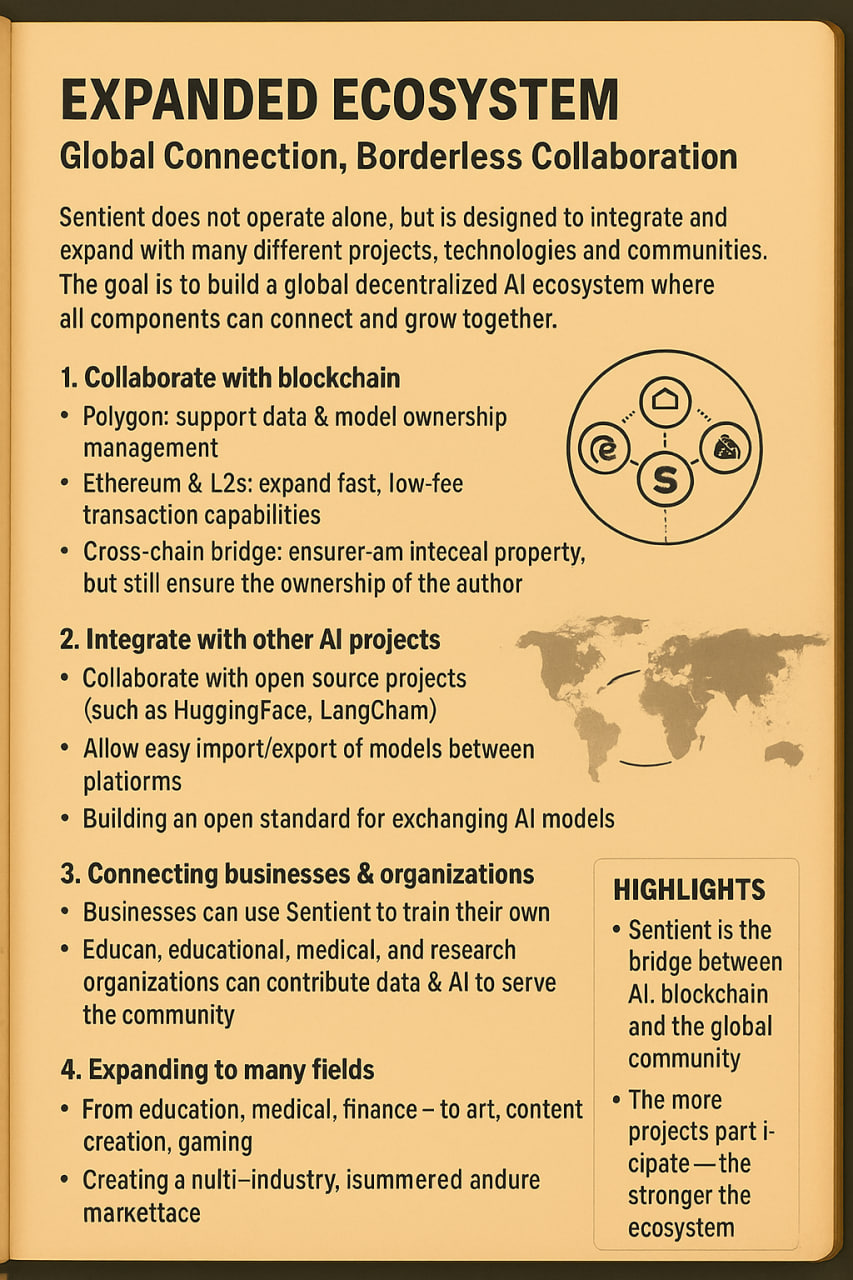 EXPANDED ECOSYSTEM
Global Connection, Borderless Collaboration
Sentient does not operate alone, but is designed to integrate and
expand with many different projects, technologies and communities.
The goal is to build a global decentralized AI ecosystem where
all components can connect and grow together.
1. Collaborate with blockchain
• Polygon: support data & model ownership
management
• Ethereum & L2s: expand fast, low-fee
transaction capabilities
• Cross-chain bridge: ensurer-am inteceal property,
but still ensure the ownership of the author
S
2. Integrate with other AI projects
• Collaborate with open source projects
(such as HuggingFace, LangCham)
• Allow easy import/export of models between
platiorms
• Building an open standard for exchanging AI models
3. Connecting businesses & organizations
• Businesses can use Sentient to train their own
• Educan, educational, medical, and research
organizations can contribute data & AI to serve
the community
4. Expanding to many fields
• From education, medical, finance – to art, content
creation, gaming
• Creating a nulti–industry, isummered andure
markettace
HIGHLIGHTS
• Sentient is the
bridge between
AI. blockchain
and the global
community
• The more
projects part i-
cipate—the
stronger the
ecosystem